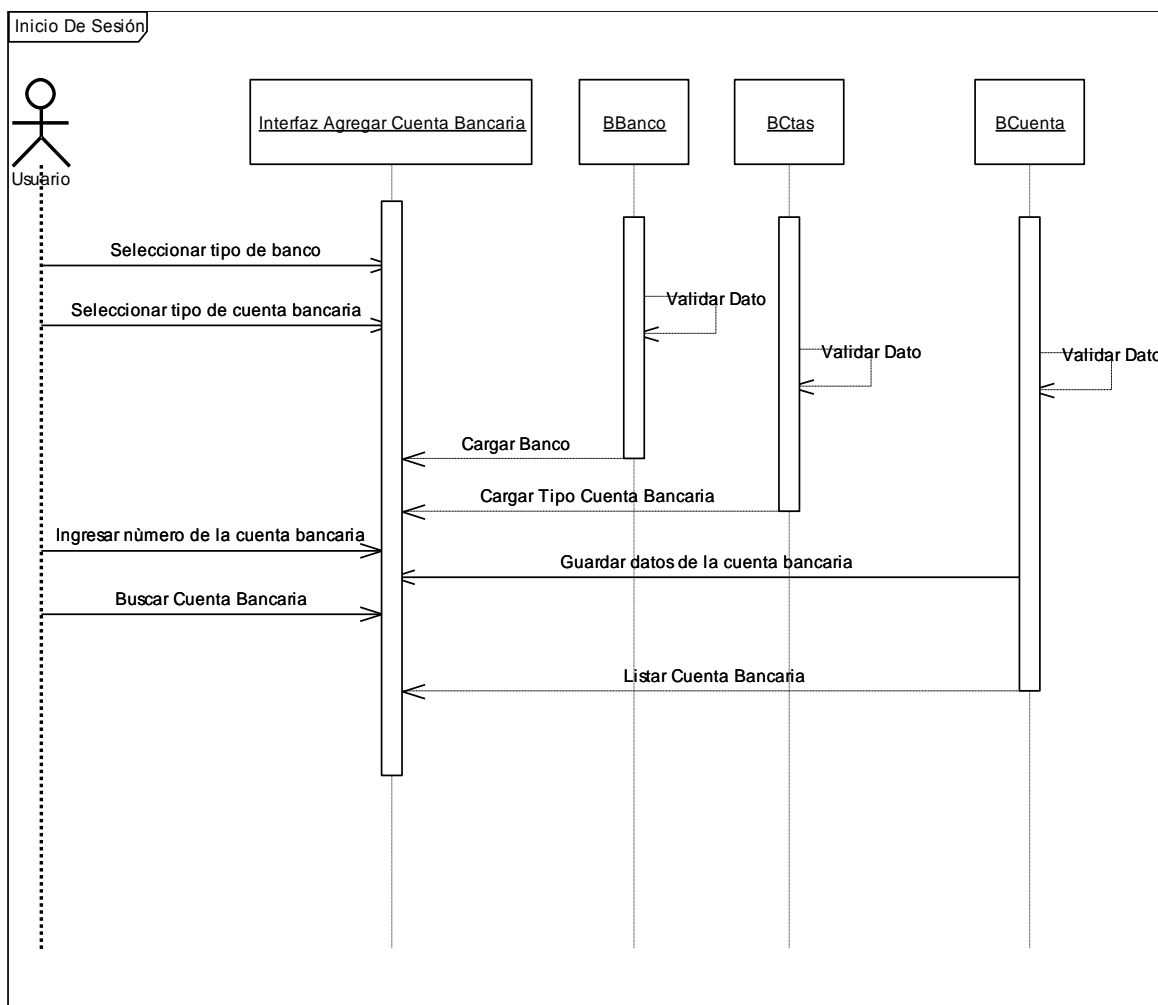 Inicio De Sesión
Usuario
Interfaz Agregar Cuenta Bancaria
BBanco
BCtas
BCuenta
Seleccionar tipo de banco
Validar Dato
Seleccionar tipo de cuenta bancaria
Validar Dato
Validar Dato
Cargar Banco
Cargar Tipo Cuenta Bancaria
Ingresar nùmero de la cuenta bancaria
Guardar datos de la cuenta bancaria
Buscar Cuenta Bancaria
Listar Cuenta Bancaria